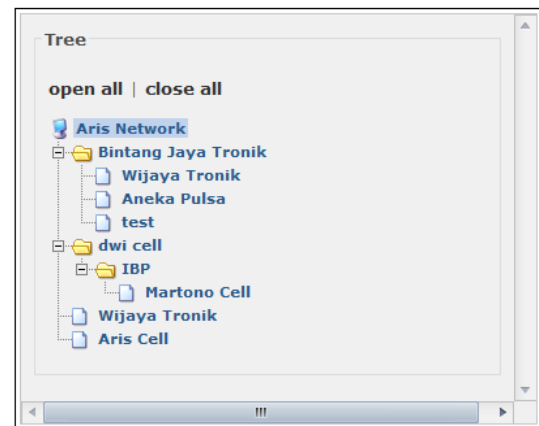 Tree
open all | close all
Aris Network
Bintang Jaya Tronik
Wijaya Tronik
Aneka Pulsa
test
dwi cell
IBP
Martono Cell
Wijaya Tronik
Aris Cell